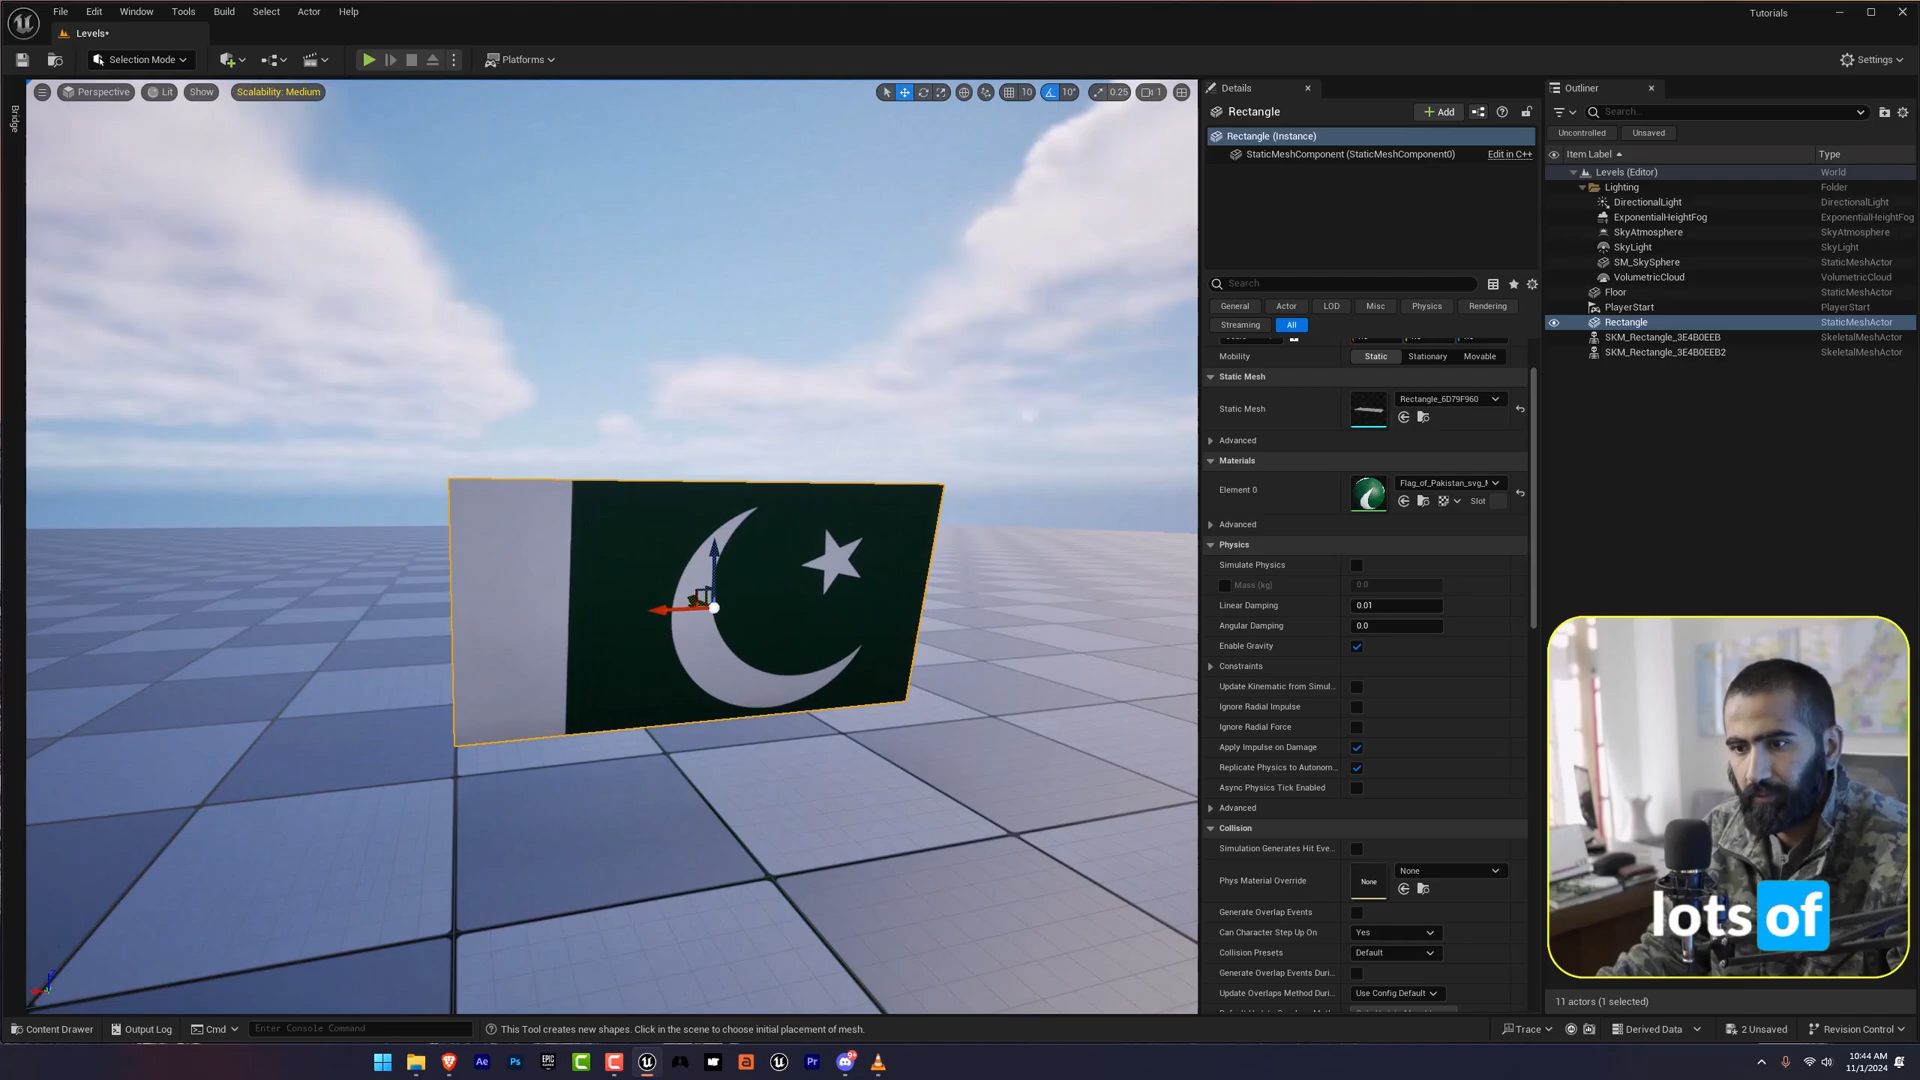 File Edit Window Tools Build Select Actor Help
Tutorials
Levels•
Selection Mode
Platforms
Settings
Bridge
Perspective Lit Show Scalability: Medium
10 10° 0.25 1
Details
Rectangle
Add
Rectangle (Instance)
StaticMeshComponent (StaticMeshComponent0) Edit in C++
Search
General Actor LOD Misc Physics Rendering
Streaming All
Mobility Static Stationary Movable
Static Mesh
Static Mesh Rectangle_6D79F960
Advanced
Materials
Element 0 Flag_of_Pakistan_svg_
Slot
Advanced
Physics
Simulate Physics
Mass (kg) 0.0
Linear Damping 0.01
Angular Damping 0.0
Enable Gravity
Constraints
Update Kinematic from Simul...
Ignore Radial Impulse
Ignore Radial Force
Apply Impulse on Damage
Replicate Physics to Autonom...
Async Physics Tick Enabled
Advanced
Collision
Simulation Generates Hit Eve...
Phys Material Override None None
Generate Overlap Events
Can Character Step Up On Yes
Collision Presets Default
Generate Overlap Events Duri...
Update Overlaps Method Duri... Use Config Default
Outliner
Search...
Uncontrolled Unsaved
Item Label Type
Levels (Editor) World
Lighting Folder
DirectionalLight DirectionalLight
ExponentialHeightFog ExponentialHeightFog
SkyAtmosphere SkyAtmosphere
SkyLight SkyLight
SM_SkySphere StaticMeshActor
VolumetricCloud VolumetricCloud
Floor StaticMeshActor
PlayerStart PlayerStart
Rectangle StaticMeshActor
SKM_Rectangle_3E4B0EEB SkeletalMeshActor
SKM_Rectangle_3E4B0EEB2 SkeletalMeshActor
lots of
11 actors (1 selected)
Content Drawer Output Log Cmd Enter Console Command
This Tool creates new shapes. Click in the scene to choose initial placement of mesh.
Trace Derived Data 2 Unsaved Revision Control
Ae Ps EPIC Pr
10:44 AM
11/1/2024